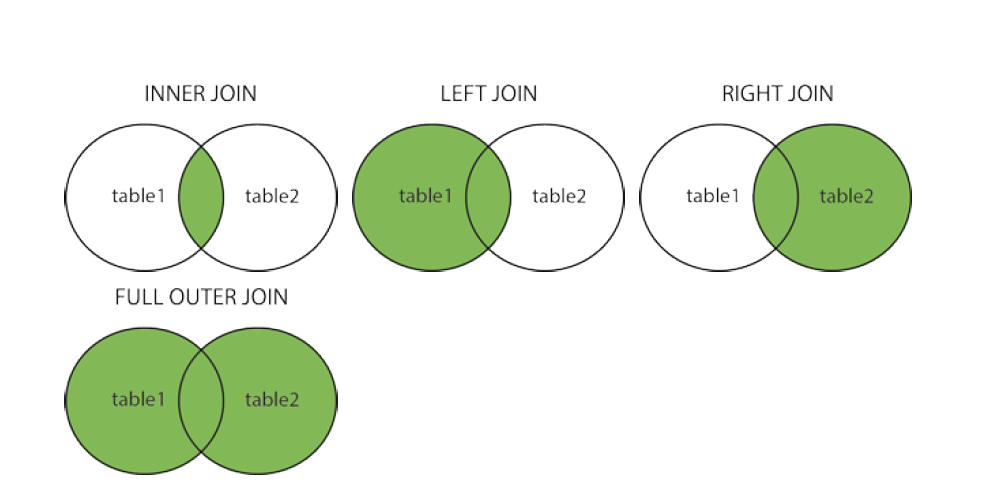 INNER JOIN
LEFT JOIN
RIGHT JOIN
table1
table2
table1
table2
table1
table2
FULL OUTER JOIN
table1
table2